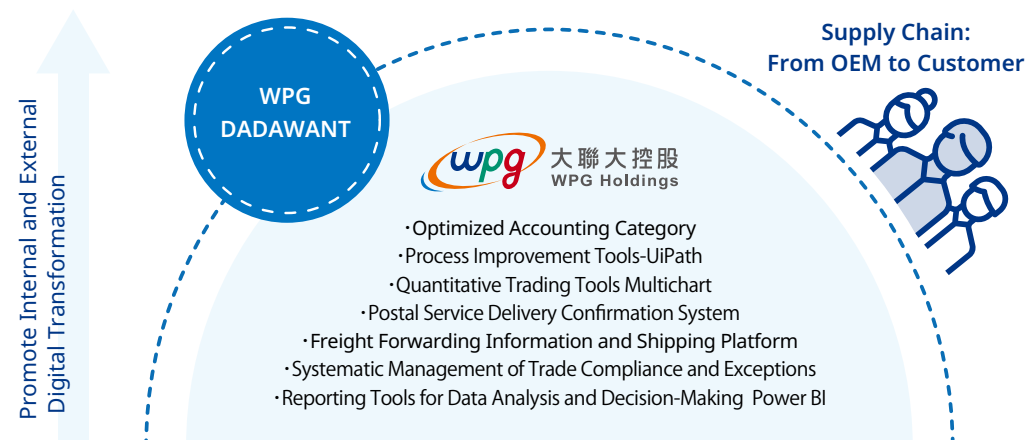 Promote Internal and External
Digital Transformation
WPG
DADAWANT
Supply Chain:
From OEM to Customer
wpg 大聯大控股
WPG Holdings
·Optimized Accounting Category
·Process Improvement Tools-UiPath
·Quantitative Trading Tools Multichart
·Postal Service Delivery Confirmation System
·Freight Forwarding Information and Shipping Platform
·Systematic Management of Trade Compliance and Exceptions
·Reporting Tools for Data Analysis and Decision-Making Power BI